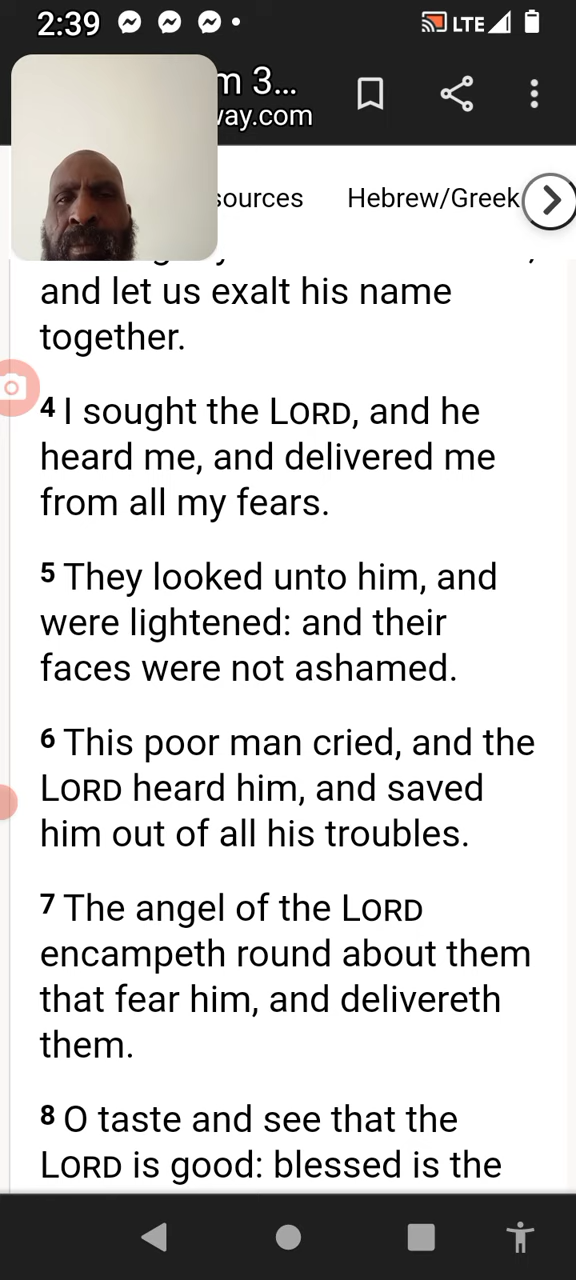 2:39 LTE
m 3...
way.com
sources Hebrew/Greek
and let us exalt his name
together.
4 I sought the LORD, and he
heard me, and delivered me
from all my fears.
5 They looked unto him, and
were lightened: and their
faces were not ashamed.
6 This poor man cried, and the
LORD heard him, and saved
him out of all his troubles.
7 The angel of the LORD
encampeth round about them
that fear him, and delivereth
them.
8 O taste and see that the
LORD is good: blessed is the